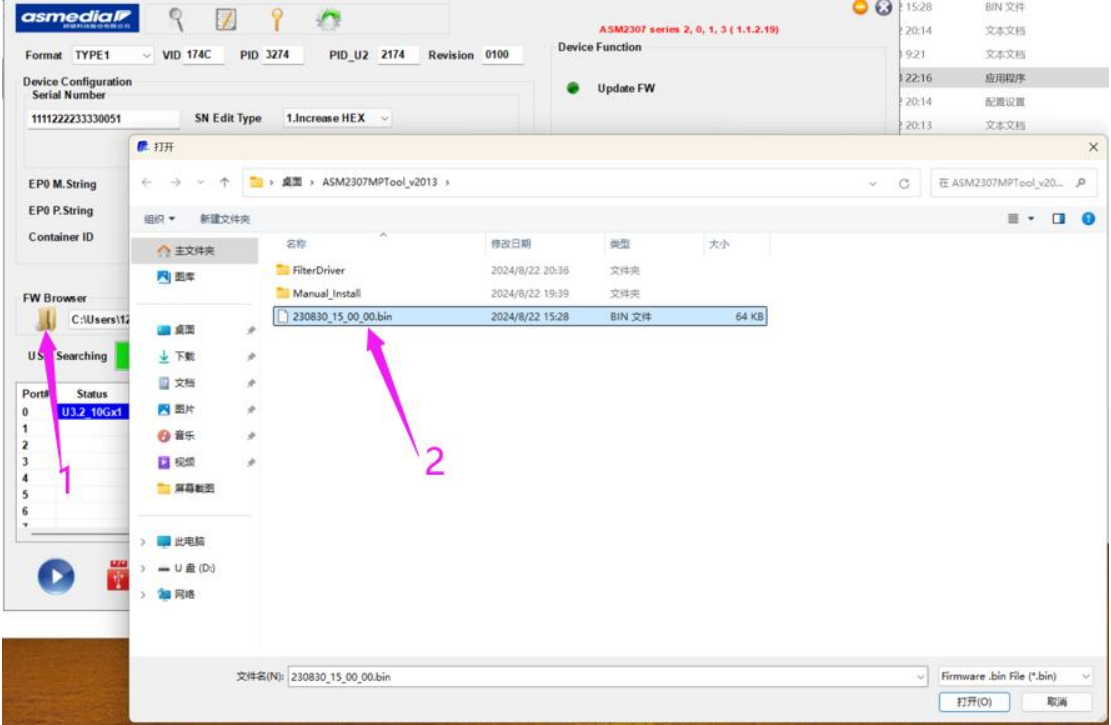 asmedia
ASM2307 series 2, 0, 1, 3 ( 1.1.2.19)
15:28 BIN 文件
20:14 文本文档
9:21 文本文档
22:16 应用程序
20:14 配置设置
20:13 文本文档
Format TYPE1 VID 174C PID 3274 PID_U2 2174 Revision 0100
Device Function
Update FW
Device Configuration
Serial Number
1111222233330051 SN Edit Type 1.Increase HEX
EP0 M.String
EP0 P.String
Container ID
FW Browser
C:\Users\12
Searching
Port# Status
0 U3.2_10Gx1
1
2
3
4
5
6
7
打开
桌面 › ASM2307MPTool_v2013 ›
在 ASM2307MPTool_v20...
组织 新建文件夹
主文件夹
图库
桌面
下载
文档
图片
音乐
视频
屏幕截图
此电脑
U 盘 (D:)
网络
名称 修改日期 类型 大小
FilterDriver 2024/8/22 20:36 文件夹
Manual_Install 2024/8/22 19:39 文件夹
230830_15_00_00.bin 2024/8/22 15:28 BIN 文件 64 KB
1
2
文件名(N): 230830_15_00_00.bin
Firmware .bin File (*.bin)
打开(O) 取消